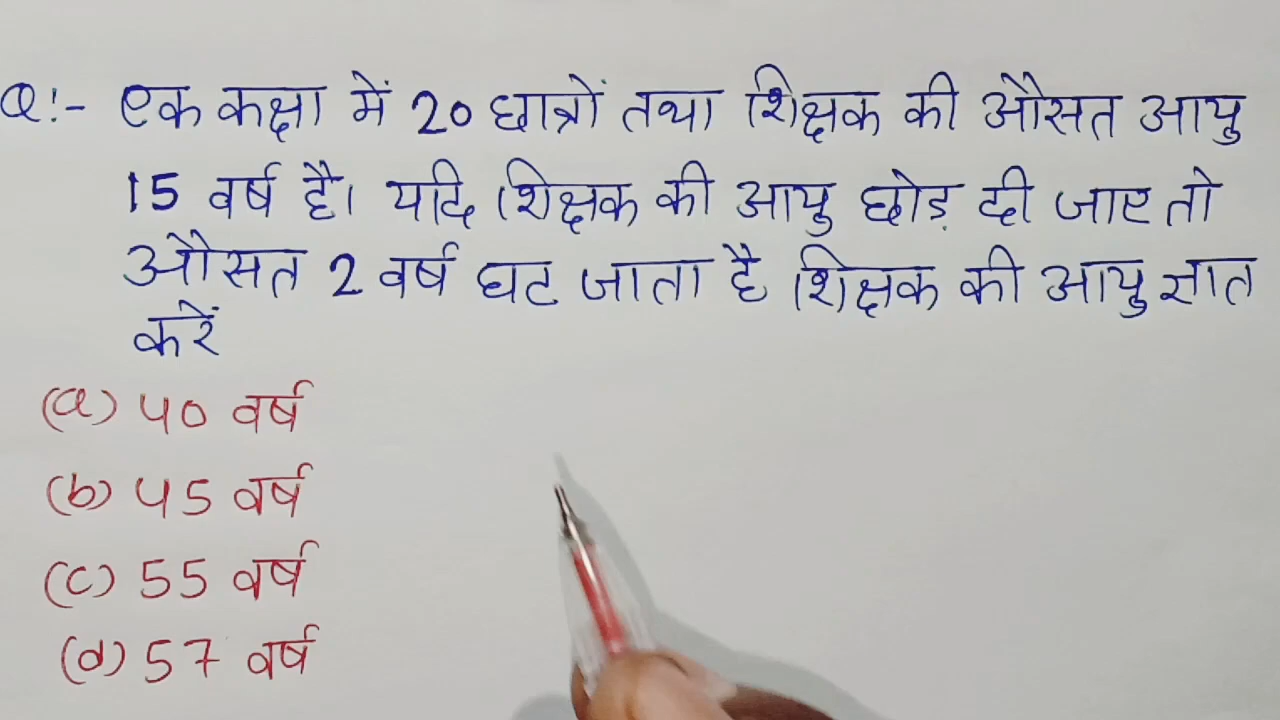 Q:- एक कक्षा में 20 छात्रों तथा शिक्षक की औसत आयु
15 वर्ष है। यदि शिक्षक की आयु छोड़ दी जाए तो
औसत 2 वर्ष घट जाता है शिक्षक की आयु ज्ञात
करें
(a) 40 वर्ष
(b) 45 वर्ष
(c) 55 वर्ष
(d) 57 वर्ष